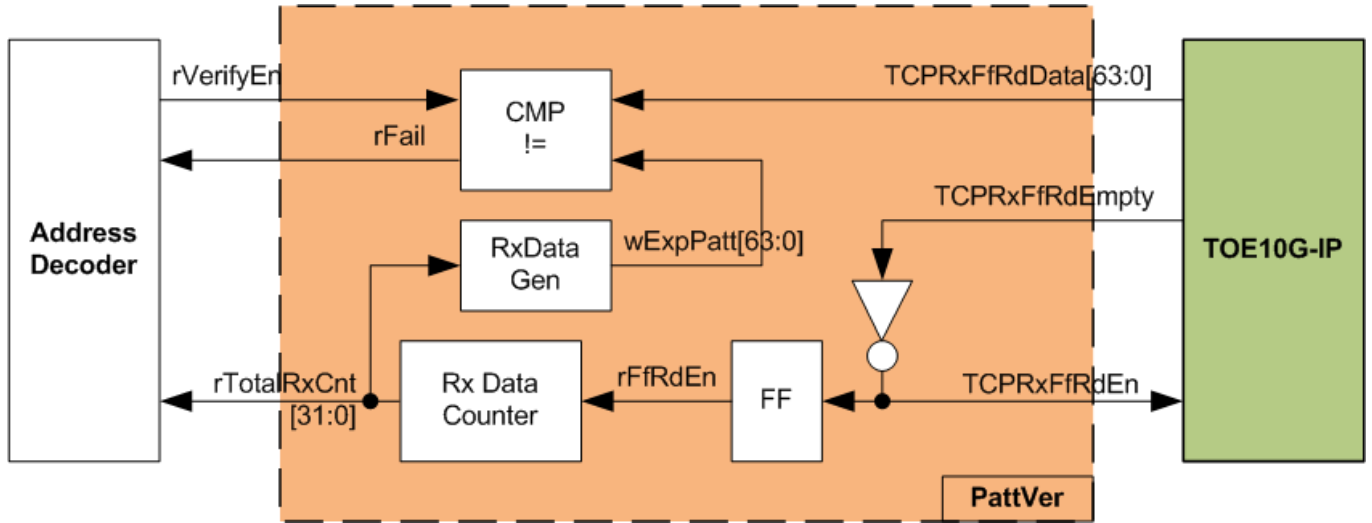 rVerifyEn
TCPRxFfRdData[63:0]
CMP
!=
rFail
TCPRxFfRdEmpty
Address
Decoder
RxData
Gen
wExpPatt[63:0]
TOE10G-IP
rTotalRxCnt
[31:0]
Rx Data
Counter
rFfRdEn
FF
TCPRxFfRdEn
PattVer